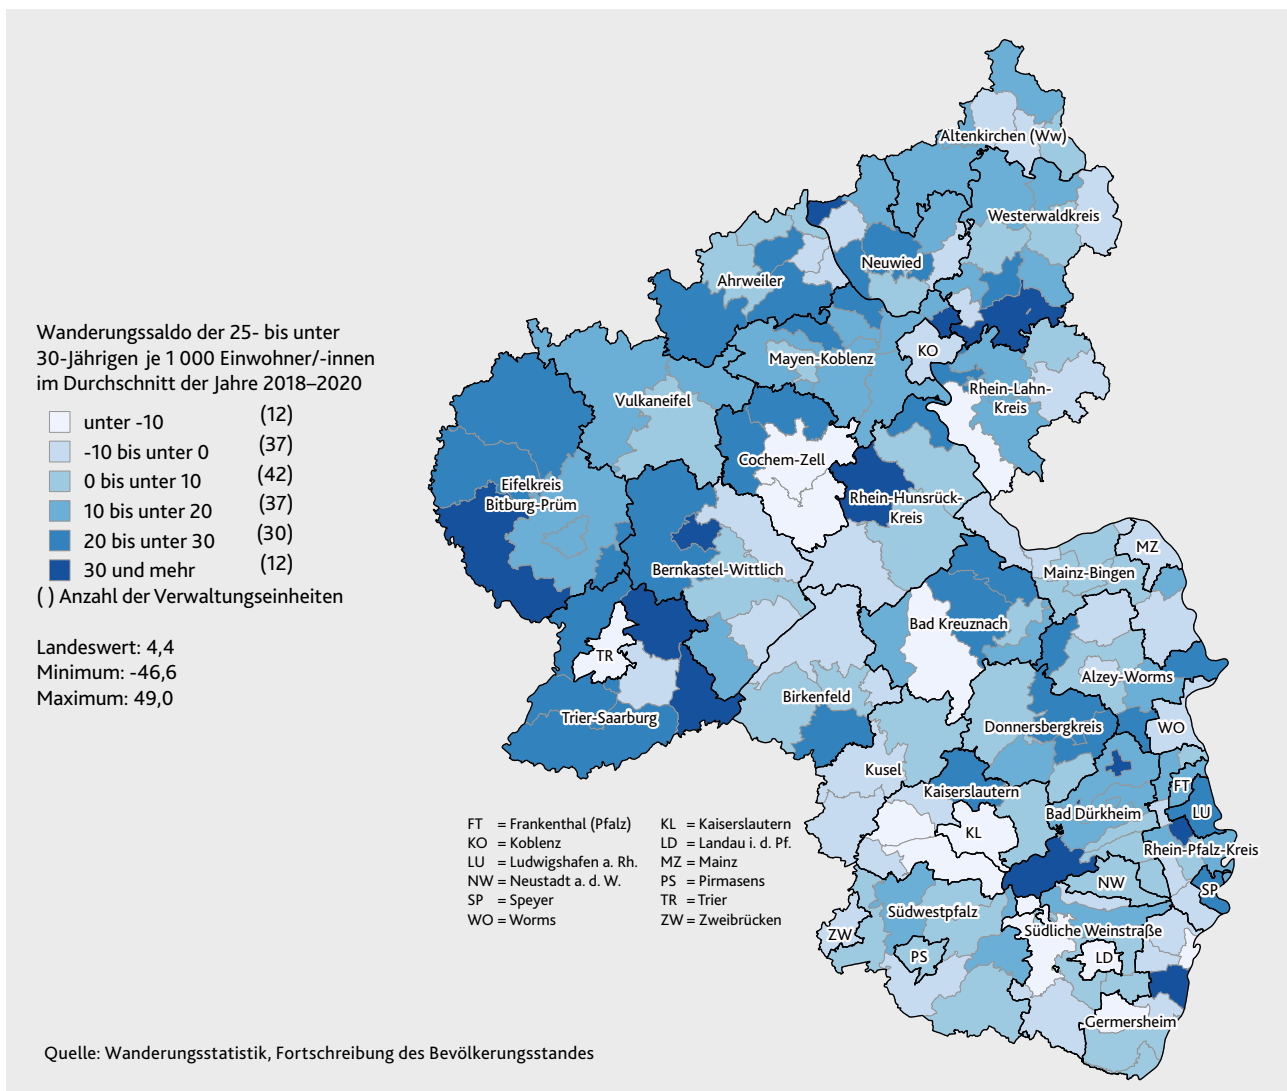 Altenkirchen (Ww)
Westerwaldkreis
Neuwied
Ahrweiler
Wanderungssaldo der 25- bis unter
30-Jährigen je 1 000 Einwohner/-innen
im Durchschnitt der Jahre 2018–2020
unter -10 (12)
-10 bis unter 0 (37)
0 bis unter 10 (42)
10 bis unter 20 (37)
20 bis unter 30 (30)
30 und mehr (12)
( ) Anzahl der Verwaltungseinheiten
Landeswert: 4,4
Minimum: -46,6
Maximum: 49,0
KO
Mayen-Koblenz
Rhein-Lahn-
Kreis
Vulkaneifel
Cochem-Zell
Eifelkreis
Bitburg-Prüm
Rhein-Hunsrück-
Kreis
MZ
Bernkastel-Wittlich
Mainz-Bingen
Bad Kreuznach
TR
Alzey-Worms
Birkenfeld
Trier-Saarburg
Donnersbergkreis
WO
Kusel
Kaiserslautern
FT
Bad Dürkheim
LU
KL
Rhein-Pfalz-Kreis
NW
SP
Südwestpfalz
Südliche Weinstraße
ZW
PS
LD
Germersheim
FT = Frankenthal (Pfalz)
KO = Koblenz
LU = Ludwigshafen a. Rh.
NW = Neustadt a. d. W.
SP = Speyer
WO = Worms
KL = Kaiserslautern
LD = Landau i. d. Pf.
MZ = Mainz
PS = Pirmasens
TR = Trier
ZW = Zweibrücken
Quelle: Wanderungsstatistik, Fortschreibung des Bevölkerungsstandes